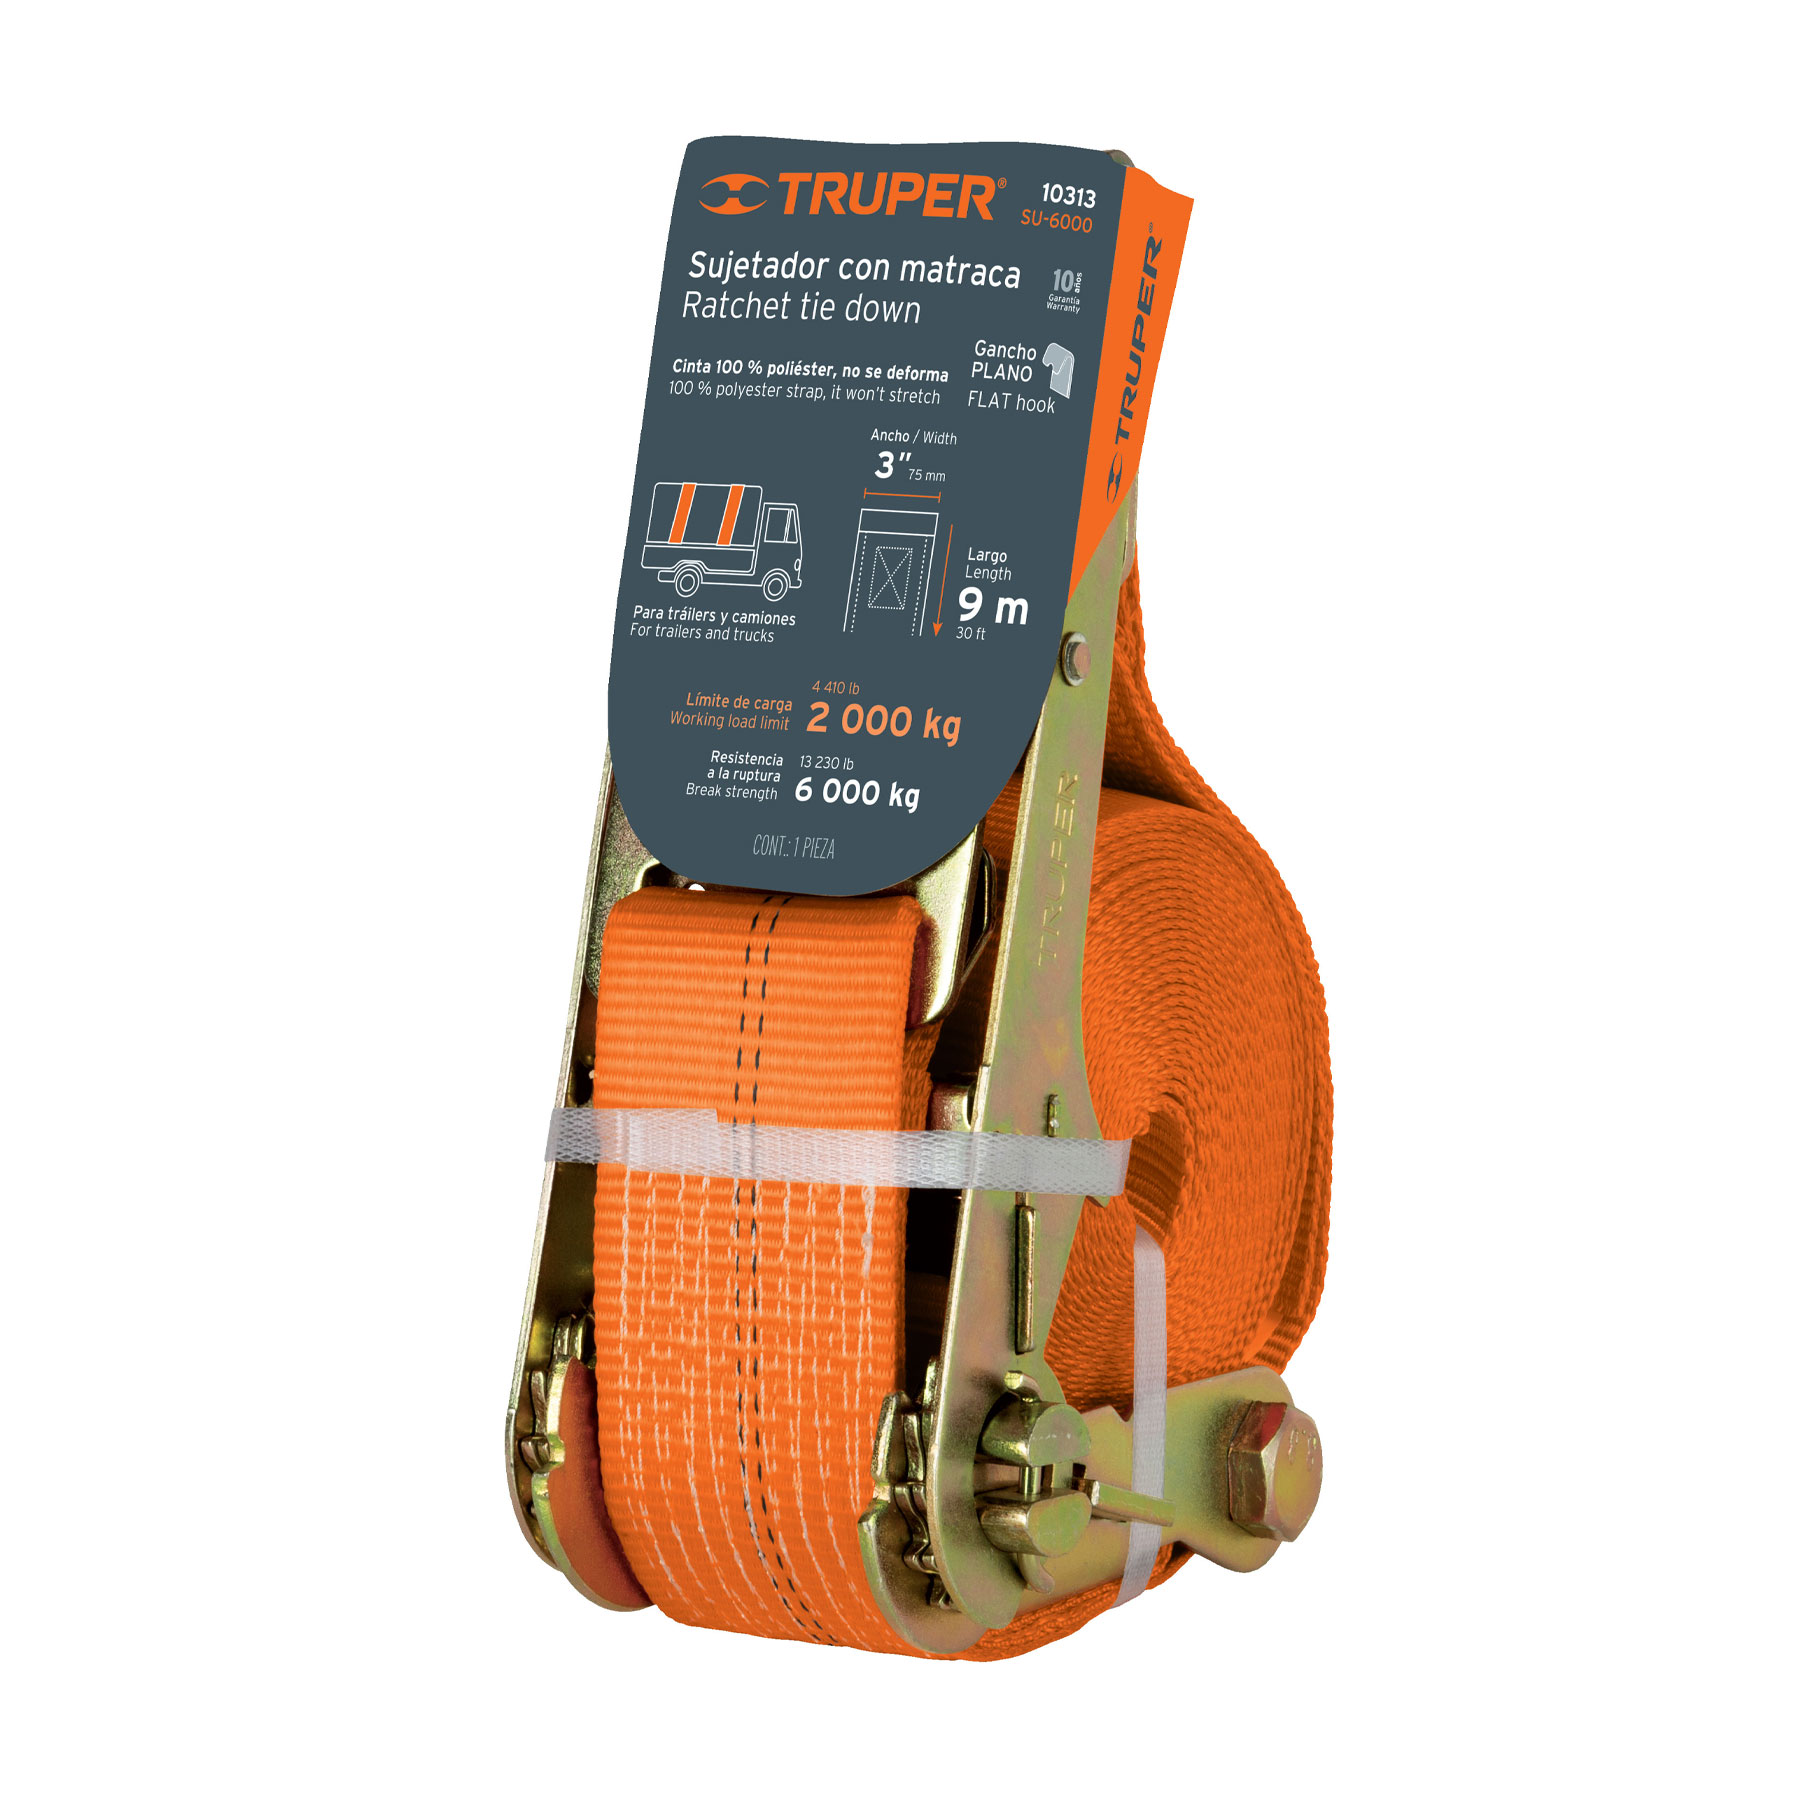 TRUPER®
10313
SU-6000
Sujetador con matraca
Ratchet tie down
10 años
Garantía
Warranty
Cinta 100 % poliéster, no se deforma
100 % polyester strap, it won't stretch
Gancho
PLANO
FLAT hook
Ancho / Width
3" 75 mm
Largo
Length
9 m
30 ft
Para tráilers y camiones
For trailers and trucks
Límite de carga
Working load limit
4 410 lb
2 000 kg
Resistencia
a la ruptura
Break strength
13 230 lb
6 000 kg
CONT.: 1 PIEZA
TRUPER®
TRUPER